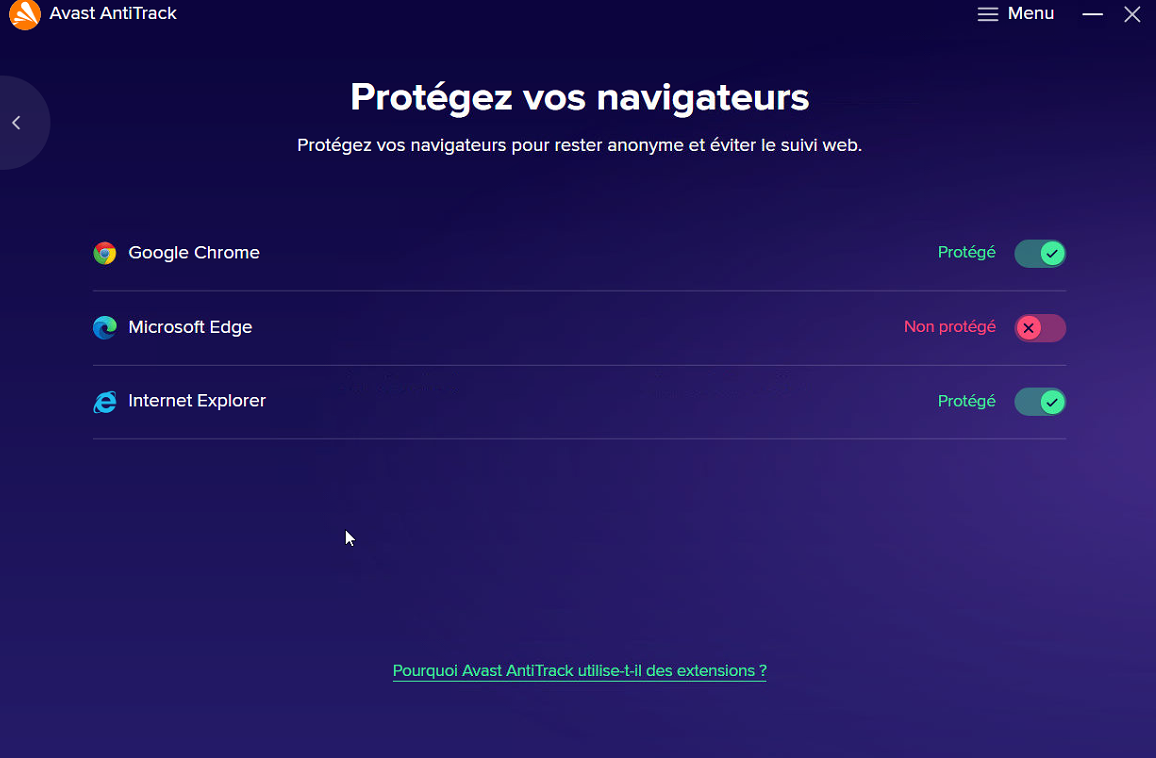 Avast AntiTrack
Menu
Protégez vos navigateurs
Protégez vos navigateurs pour rester anonyme et éviter le suivi web.
Google Chrome Protégé
Microsoft Edge Non protégé
Internet Explorer Protégé
Pourquoi Avast AntiTrack utilise-t-il des extensions ?